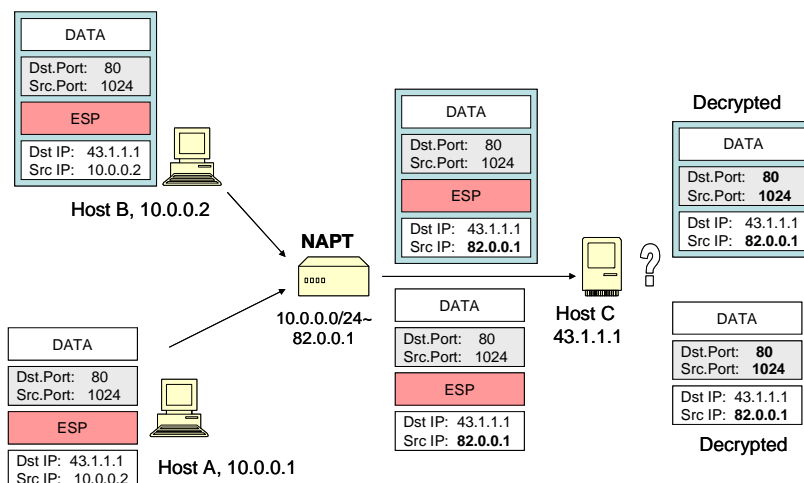 DATA
Dst.Port: 80
Src.Port: 1024
ESP
Dst IP: 43.1.1.1
Src IP: 10.0.0.2
Host B, 10.0.0.2
DATA
Dst.Port: 80
Src.Port: 1024
ESP
Dst IP: 43.1.1.1
Src IP: 10.0.0.2
Host A, 10.0.0.1
NAPT
10.0.0.0/24~
82.0.0.1
DATA
Dst.Port: 80
Src.Port: 1024
ESP
Dst IP: 43.1.1.1
Src IP: 82.0.0.1
DATA
Dst.Port: 80
Src.Port: 1024
ESP
Dst IP: 43.1.1.1
Src IP: 82.0.0.1
Host C
43.1.1.1
?
Decrypted
DATA
Dst.Port: 80
Src.Port: 1024
Dst IP: 43.1.1.1
Src IP: 82.0.0.1
DATA
Dst.Port: 80
Src.Port: 1024
Dst IP: 43.1.1.1
Src IP: 82.0.0.1
Decrypted